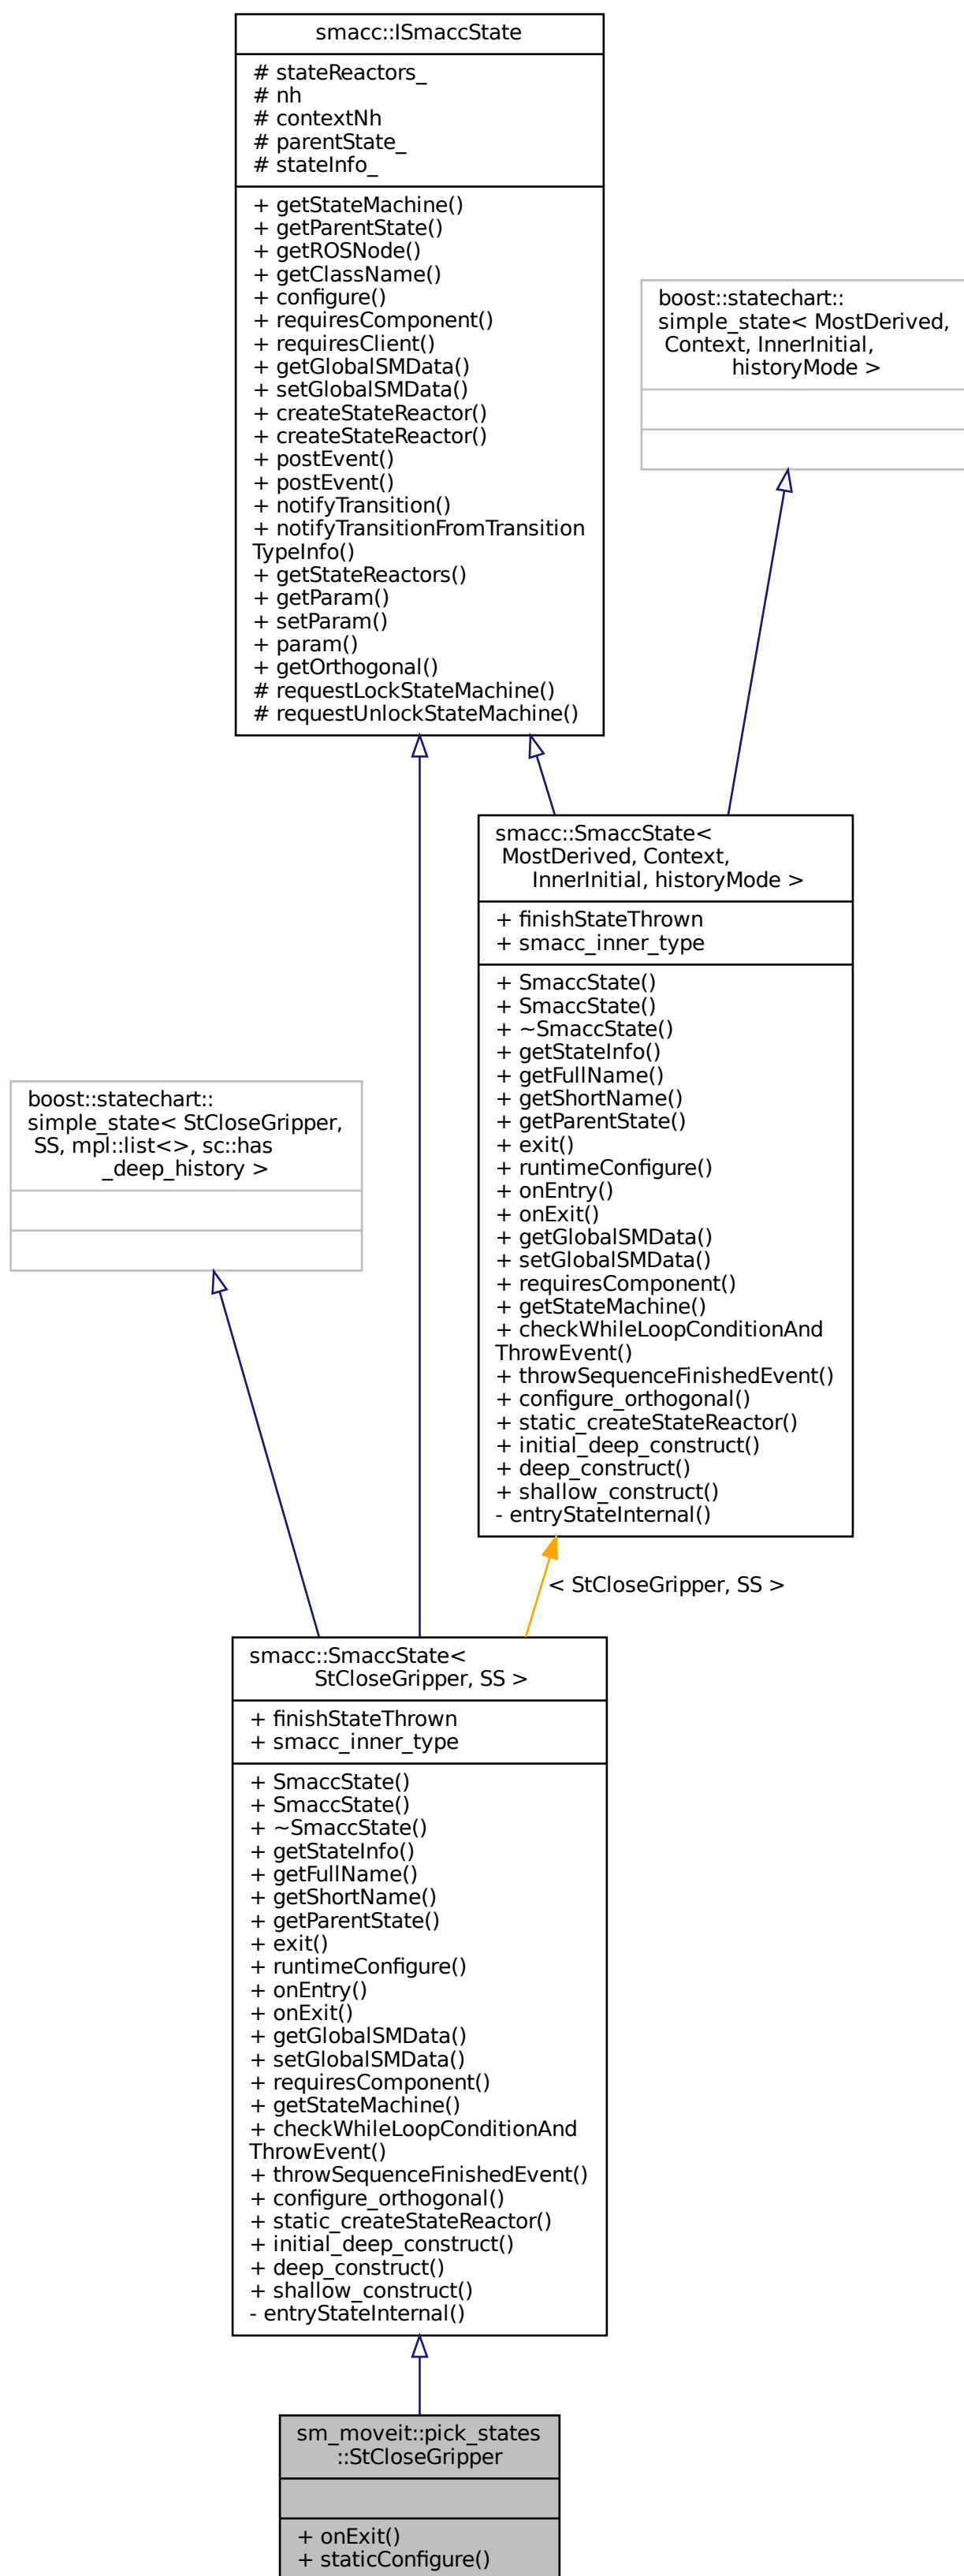 smacc::ISmaccState
# stateReactors_
# nh
# contextNh
# parentState_
# stateInfo_
+ getStateMachine()
+ getParentState()
+ getROSNode()
+ getClassName()
+ configure()
+ requiresComponent()
+ requiresClient()
+ getGlobalSMData()
+ setGlobalSMData()
+ createStateReactor()
+ createStateReactor()
+ postEvent()
+ postEvent()
+ notifyTransition()
+ notifyTransitionFromTransition
TypeInfo()
+ getStateReactors()
+ getParam()
+ setParam()
+ param()
+ getOrthogonal()
# requestLockStateMachine()
# requestUnlockStateMachine()
boost::statechart::
simple_state< MostDerived,
Context, InnerInitial,
historyMode >
smacc::SmaccState<
MostDerived, Context,
InnerInitial, historyMode >
+ finishStateThrown
+ smacc_inner_type
+ SmaccState()
+ SmaccState()
+ ~SmaccState()
+ getStateInfo()
+ getFullName()
+ getShortName()
+ getParentState()
+ exit()
+ runtimeConfigure()
+ onEntry()
+ onExit()
+ getGlobalSMData()
+ setGlobalSMData()
+ requiresComponent()
+ getStateMachine()
+ checkWhileLoopConditionAnd
ThrowEvent()
+ throwSequenceFinishedEvent()
+ configure_orthogonal()
+ static_createStateReactor()
+ initial_deep_construct()
+ deep_construct()
+ shallow_construct()
- entryStateInternal()
boost::statechart::
simple_state< StCloseGripper,
SS, mpl::list<>, sc::has
_deep_history >
< StCloseGripper, SS >
smacc::SmaccState<
StCloseGripper, SS >
+ finishStateThrown
+ smacc_inner_type
+ SmaccState()
+ SmaccState()
+ ~SmaccState()
+ getStateInfo()
+ getFullName()
+ getShortName()
+ getParentState()
+ exit()
+ runtimeConfigure()
+ onEntry()
+ onExit()
+ getGlobalSMData()
+ setGlobalSMData()
+ requiresComponent()
+ getStateMachine()
+ checkWhileLoopConditionAnd
ThrowEvent()
+ throwSequenceFinishedEvent()
+ configure_orthogonal()
+ static_createStateReactor()
+ initial_deep_construct()
+ deep_construct()
+ shallow_construct()
- entryStateInternal()
sm_moveit::pick_states
::StCloseGripper
+ onExit()
+ staticConfigure()